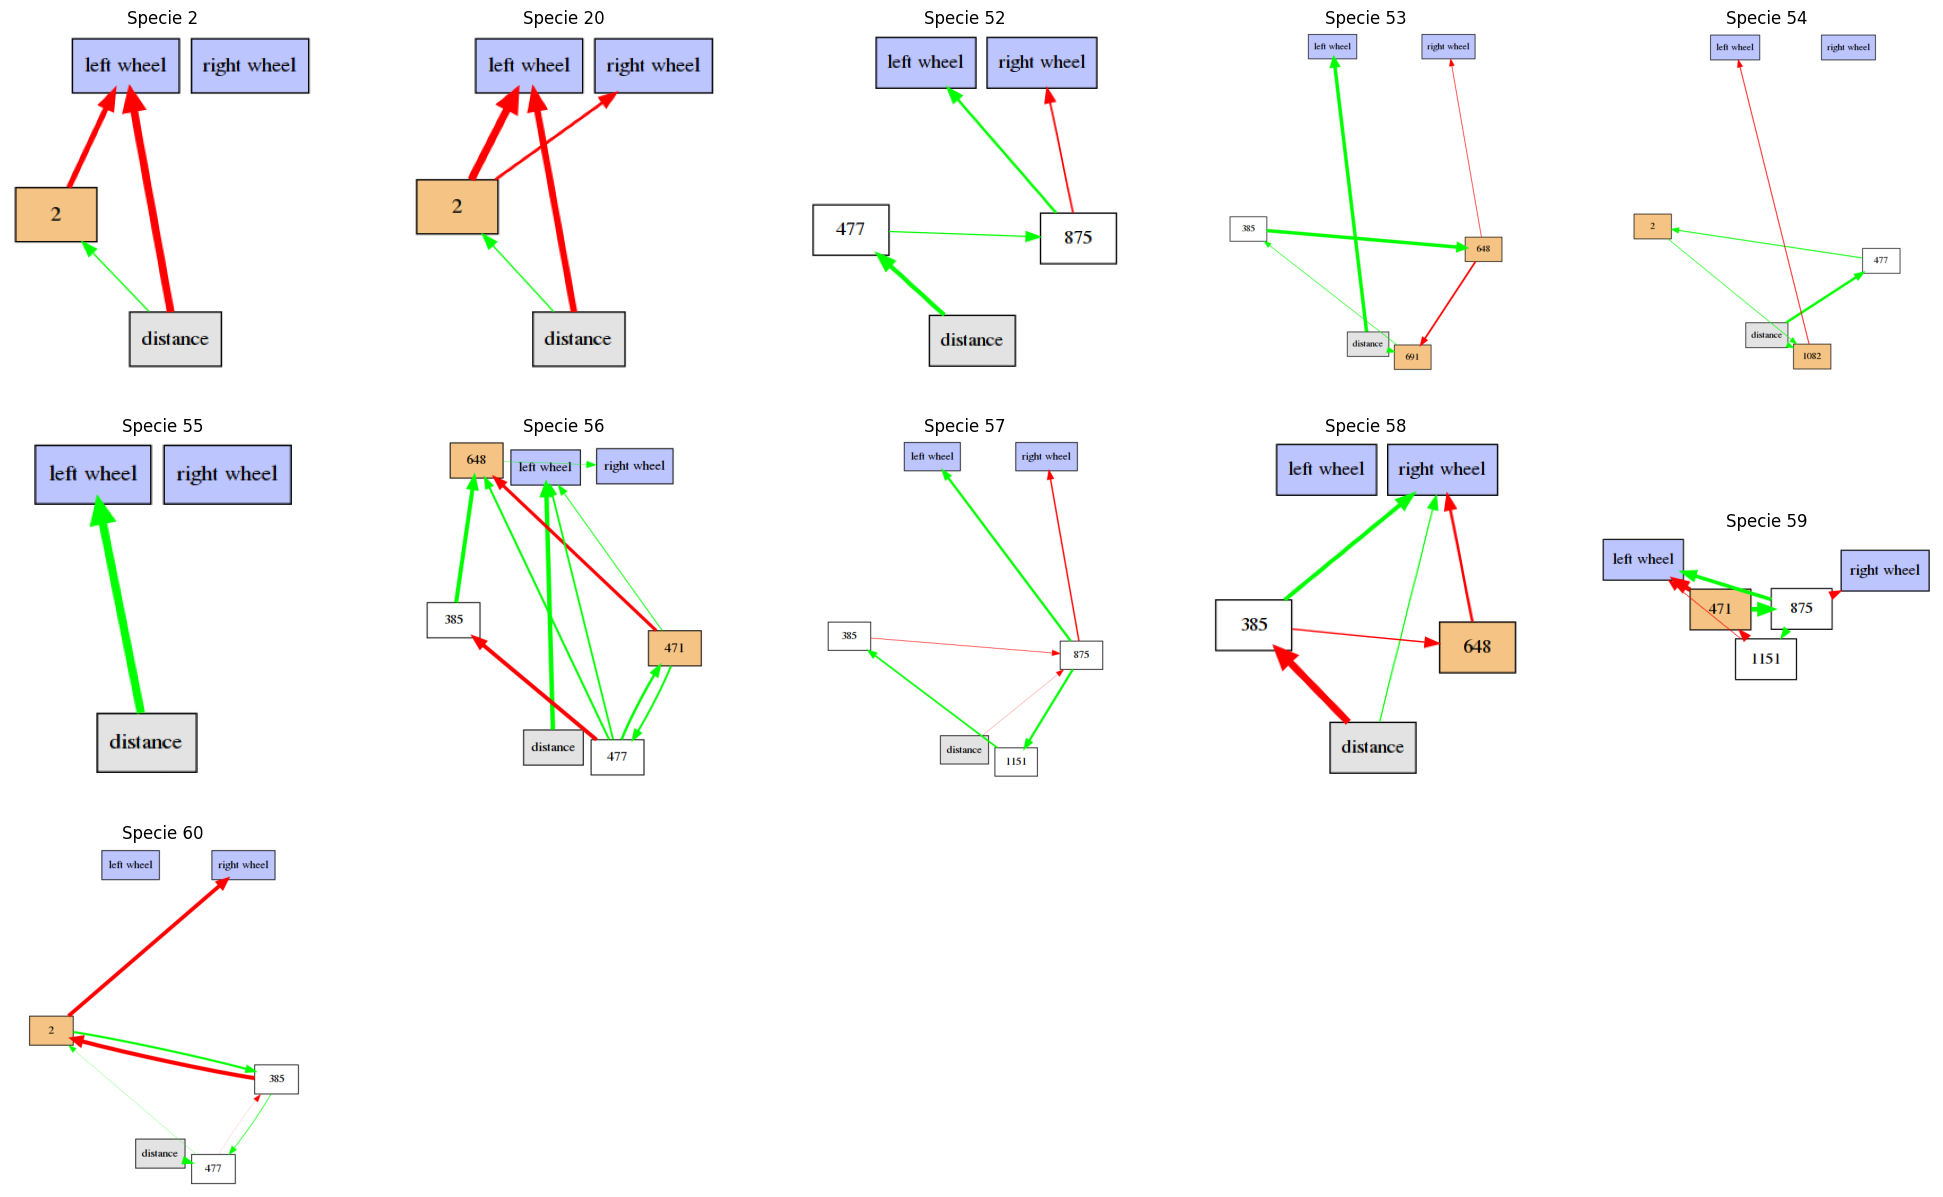 Specie 2
left wheel
right wheel
2
distance
Specie 20
left wheel
right wheel
2
distance
Specie 52
left wheel
right wheel
477
875
distance
Specie 53
left wheel
right wheel
385
648
distance
691
Specie 54
left wheel
right wheel
2
477
distance
1082
Specie 55
left wheel
right wheel
distance
Specie 56
648
left wheel
right wheel
385
471
distance
477
Specie 57
left wheel
right wheel
385
875
distance
1151
Specie 58
left wheel
right wheel
385
648
distance
Specie 59
left wheel
right wheel
471
875
1151
Specie 60
left wheel
right wheel
2
385
distance
477